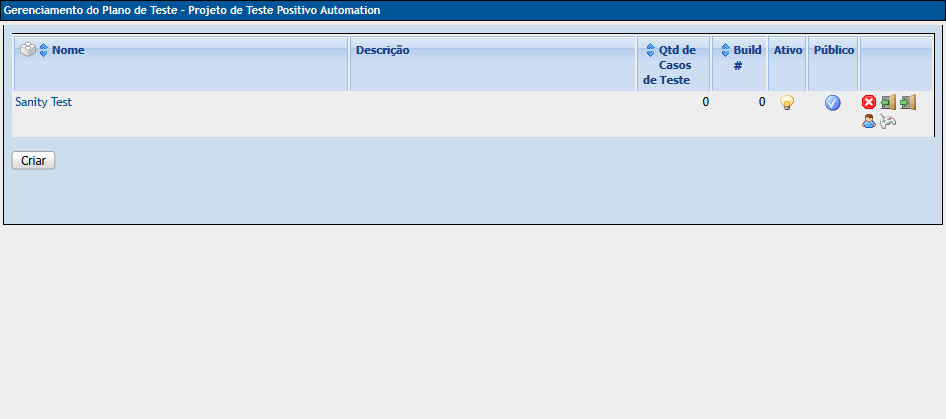 Gerenciamento do Plano de Teste - Projeto de Teste Positivo Automation
Nome
Descrição
Qtd de
Casos
de Teste
Build
#
Ativo
Público
Sanity Test
0
0
Criar